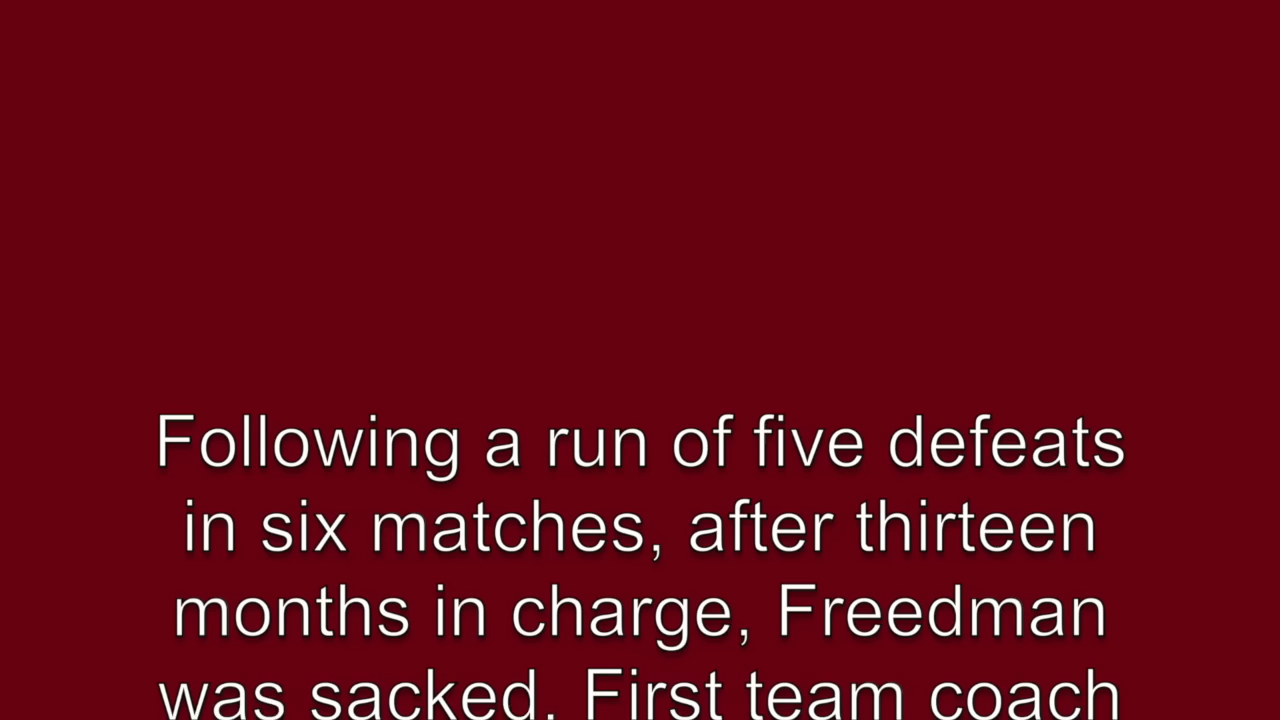 Following a run of five defeats
in six matches, after thirteen
months in charge, Freedman
was sacked. First team coach